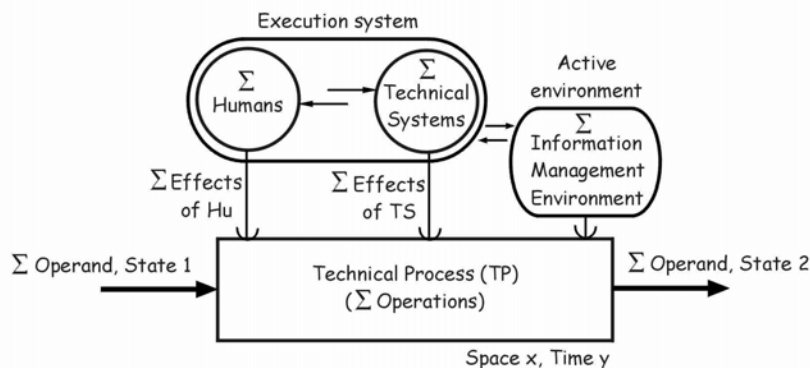 Execution system
Σ
Humans
Σ
Technical
Systems
Active
environment
Σ
Information
Management
Environment
Σ Effects
of Hu
Σ Effects
of TS
Σ Operand, State 1
Technical Process (TP)
(Σ Operations)
Σ Operand, State 2
Space x, Time y